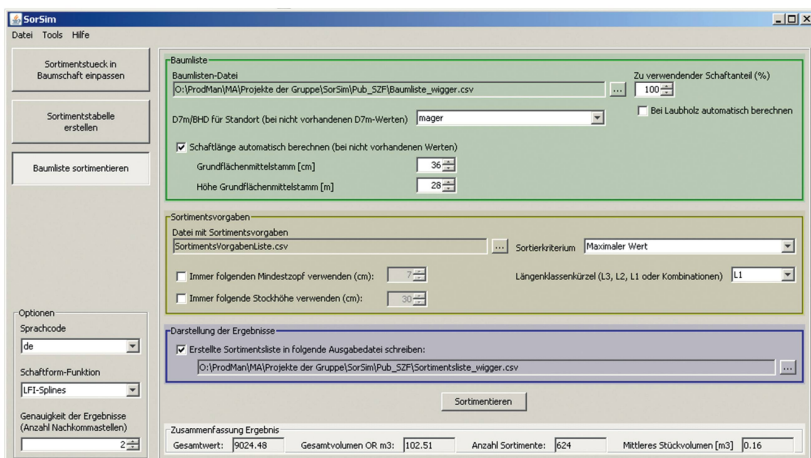 SorSim
Datei Tools Hilfe
Sortimentstueck in
Baumschaft einpassen
Sortimentstabelle
erstellen
Baumliste sortimentieren
Optionen
Sprachcode
de
Schaftform-Funktion
LFI-Splines
Genauigkeit der Ergebnisse
(Anzahl Nachkommastellen)
2
Baumliste
Baumlisten-Datei
O:\ProdMan\MA\Projekte der Gruppe\SorSim\Pub_SZF\Baumliste_wigger.csv
...
Zu verwendender Schaftanteil (%)
100
Bei Laubholz automatisch berechnen
D7m/BHD für Standort (bei nicht vorhandenen D7m-Werten) mager
Schaftlänge automatisch berechnen (bei nicht vorhandenen Werten)
Grundflächenmittelstamm [cm] 36
Höhe Grundflächenmittelstamm [m] 28
Sortimentsvorgaben
Datei mit Sortimentsvorgaben
SortimentsVorgabenListe.csv ... Sortierkriterium Maximaler Wert
Immer folgenden Mindestzopf verwenden (cm): 7 Längenklassenkürzel (L3, L2, L1 oder Kombinationen) L1
Immer folgende Stockhöhe verwenden (cm): 30
Darstellung der Ergebnisse
Erstellte Sortimentsliste in folgende Ausgabedatei schreiben:
O:\ProdMan\MA\Projekte der Gruppe\SorSim\Pub_SZF\Sortimentsliste_wigger.csv ...
Sortimentieren
Zusammenfassung Ergebnis
Gesamtwert: 9024.48 Gesamtvolumen OR m3: 102.51 Anzahl Sortimente: 624 Mittleres Stückvolumen [m3] 0.16